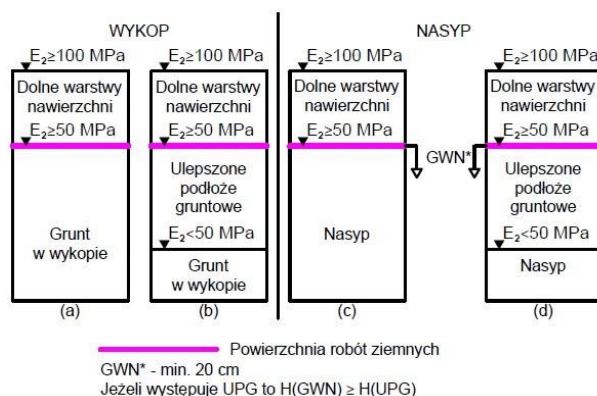 WYKOP
NASYP
E₂≥100 MPa
E₂≥100 MPa
E₂≥100 MPa
E₂≥100 MPa
Dolne warstwy
nawierzchni
Dolne warstwy
nawierzchni
Dolne warstwy
nawierzchni
Dolne warstwy
nawierzchni
E₂≥50 MPa
E₂≥50 MPa
E₂≥50 MPa
E₂≥50 MPa
GWN*
Grunt
w wykopie
Ulepszone
podłoże
gruntowe
E₂<50 MPa
Grunt
w wykopie
Nasyp
Ulepszone
podłoże
gruntowe
E₂<50 MPa
Nasyp
(a)
(b)
(c)
(d)
Powierzchnia robót ziemnych
GWN* - min. 20 cm
Jeżeli występuje UPG to H(GWN) ≥ H(UPG)